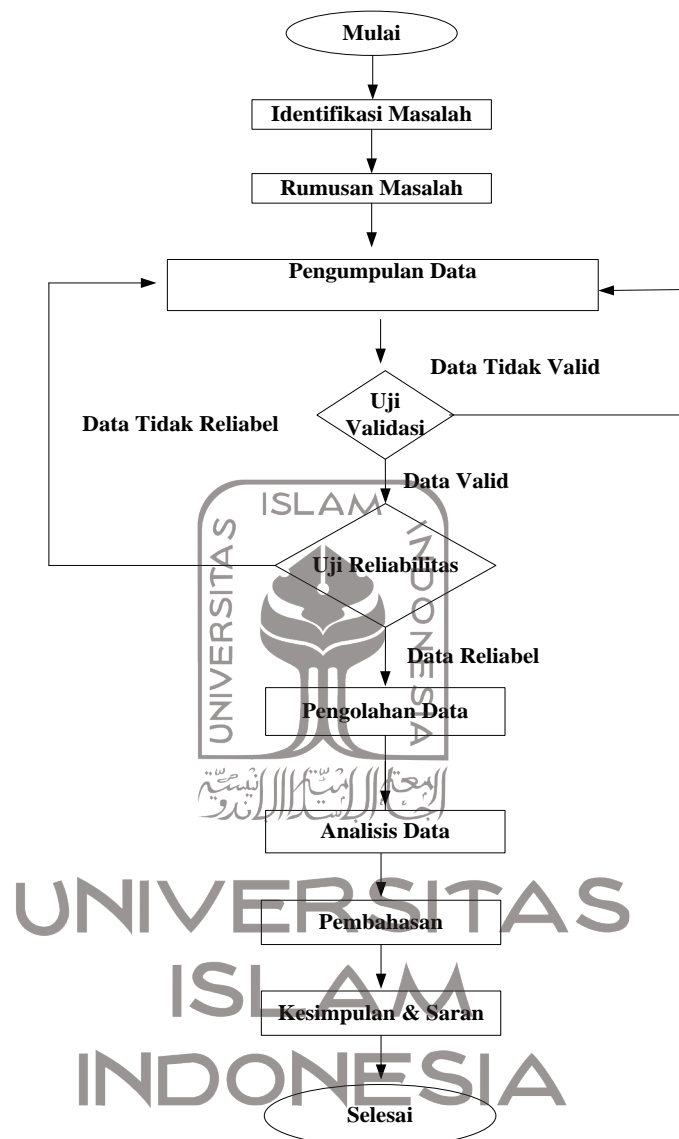 Mulai
Identifikasi Masalah
Rumusan Masalah
Pengumpulan Data
Data Tidak Valid
Uji
Validasi
Data Tidak Reliabel
Data Valid
ISLAM
UNIVERSITAS
INDONESIA
Uji Reliabilitas
Data Reliabel
Pengolahan Data
Analisis Data
UNIVERSITAS
Pembahasan
ISLAM
Kesimpulan & Saran
INDONESIA
Selesai